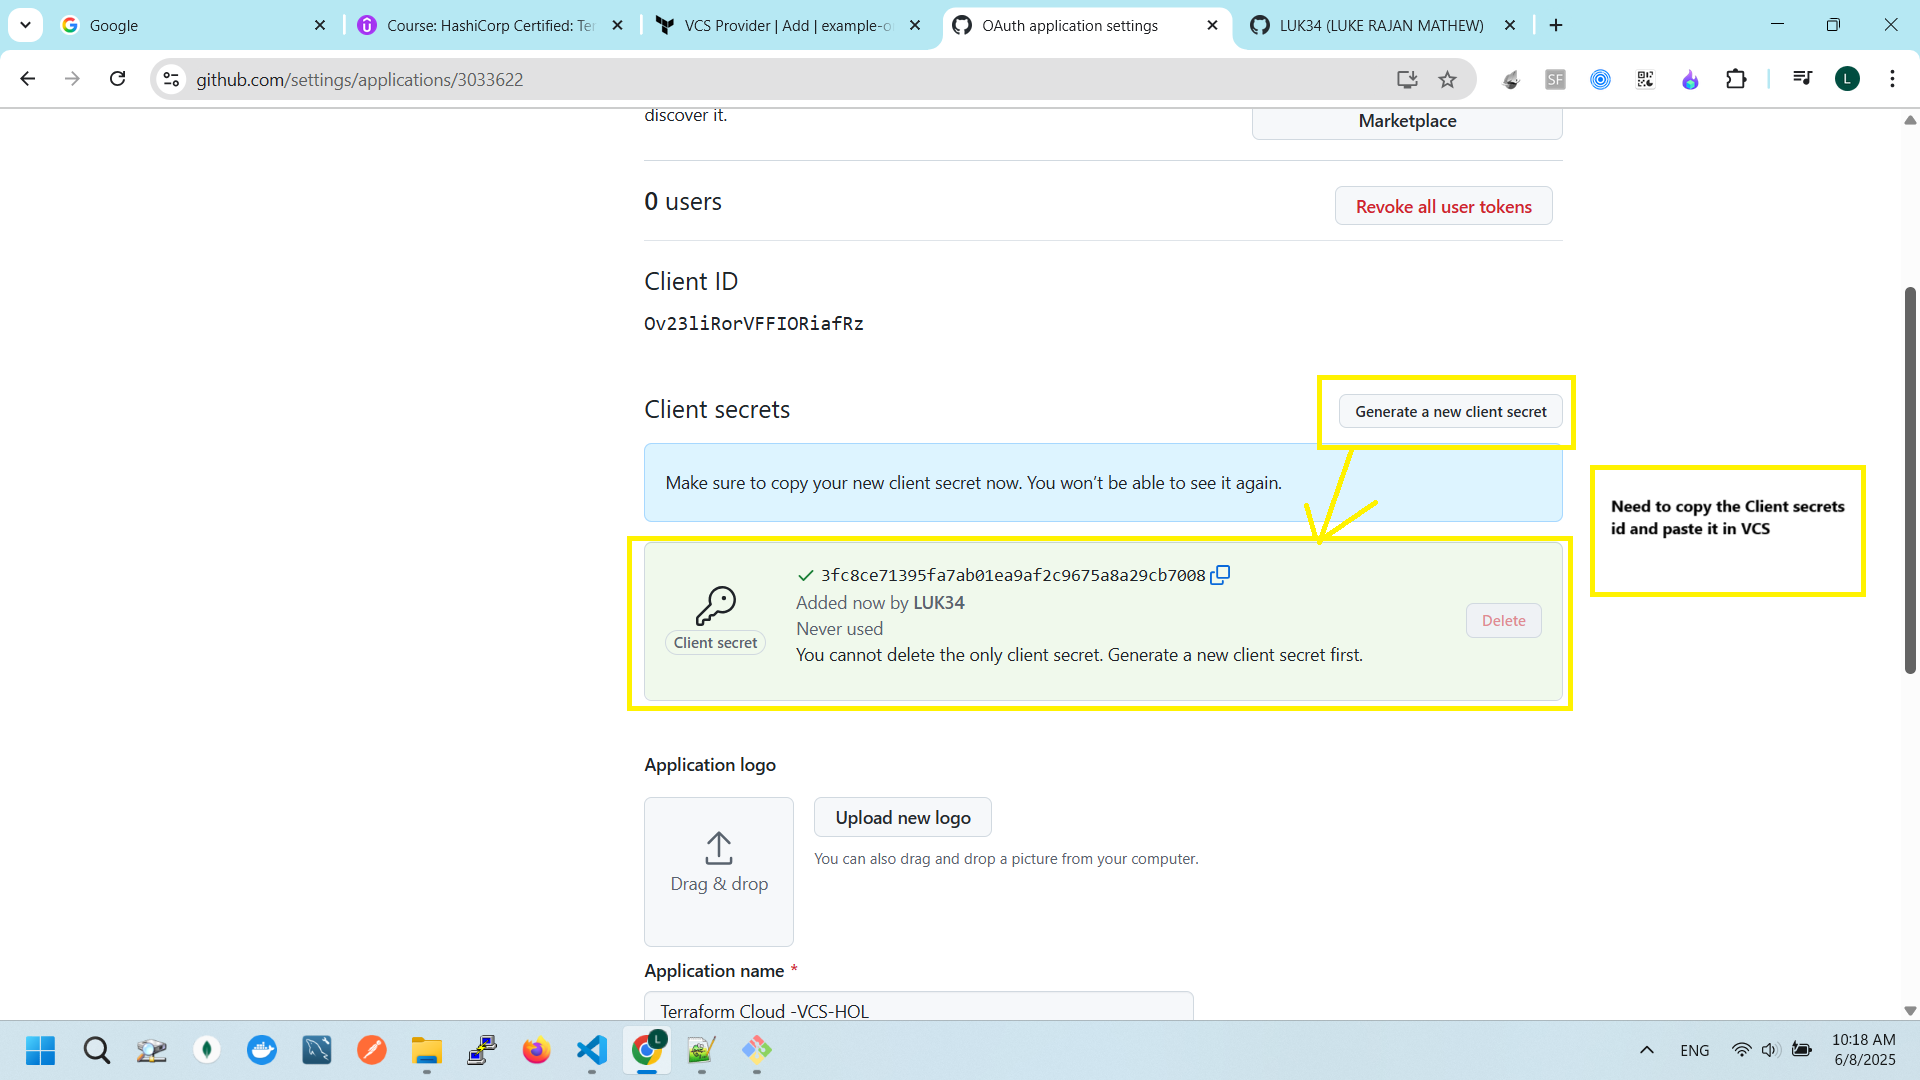 Google
Course: HashiCorp Certified: Ter
VCS Provider | Add | example-o
OAuth application settings
LUK34 (LUKE RAJAN MATHEW)
github.com/settings/applications/3033622
SF
L
discover it.
Marketplace
0 users
Revoke all user tokens
Client ID
Ov23liRorVFFIORiafRz
Client secrets
Generate a new client secret
Make sure to copy your new client secret now. You won’t be able to see it again.
Need to copy the Client secrets
id and paste it in VCS
3fc8ce71395fa7ab01ea9af2c9675a8a29cb7008
Added now by LUK34
Never used
Client secret
You cannot delete the only client secret. Generate a new client secret first.
Delete
Application logo
Drag & drop
Upload new logo
You can also drag and drop a picture from your computer.
Application name *
Terraform Cloud -VCS-HOL
L
ENG
10:18 AM
6/8/2025